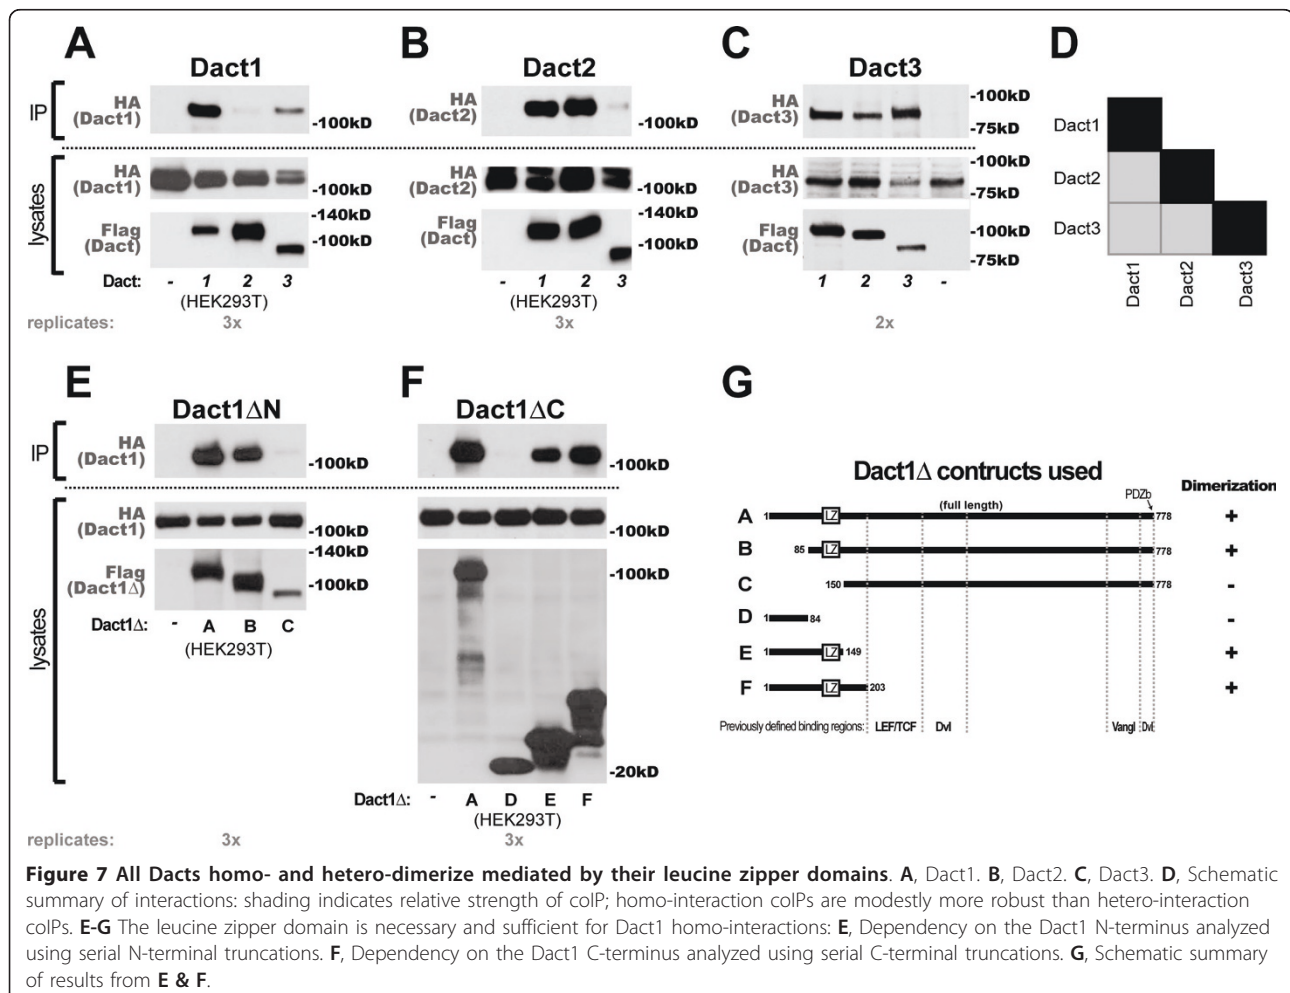 A
B
C
D
Dact1
Dact2
Dact3
IP
HA
(Dact1)
-100kD
HA
(Dact2)
-100kD
HA
(Dact3)
-100kD
-75kD
lysates
HA
(Dact1)
-100kD
HA
(Dact2)
-100kD
HA
(Dact3)
-100kD
-75kD
Flag
(Dact)
-140kD
-100kD
Flag
(Dact)
-140kD
-100kD
Flag
(Dact)
-100kD
-75kD
Dact: - 1 2 3
(HEK293T)
- 1 2 3
(HEK293T)
1 2 3 -
replicates: 3x 3x 2x
Dact1
Dact2
Dact3
Dact1
Dact2
Dact3
E
F
G
Dact1ΔN
Dact1ΔC
IP
HA
(Dact1)
-100kD
-100kD
lysates
HA
(Dact1)
-100kD
-100kD
Flag
(Dact1Δ)
-140kD
-100kD
-100kD
-20kD
Dact1Δ: - A B C
(HEK293T)
Dact1Δ: - A D E F
(HEK293T)
replicates: 3x 3x
Dact1Δ contructs used
Dimerization
(full length)
PDZb
A 1 LZ 778 +
B 85 LZ 778 +
C 150 778 -
D 1 84 -
E 1 LZ 149 +
F 1 LZ 203 +
Previously defined binding regions: LEF/TCF Dvl Vangl Dvl
Figure 7 All Dacts homo- and hetero-dimerize mediated by their leucine zipper domains. A, Dact1. B, Dact2. C, Dact3. D, Schematic
summary of interactions: shading indicates relative strength of coIP; homo-interaction coIPs are modestly more robust than hetero-interaction
coIPs. E-G The leucine zipper domain is necessary and sufficient for Dact1 homo-interactions: E, Dependency on the Dact1 N-terminus analyzed
using serial N-terminal truncations. F, Dependency on the Dact1 C-terminus analyzed using serial C-terminal truncations. G, Schematic summary
of results from E & F.